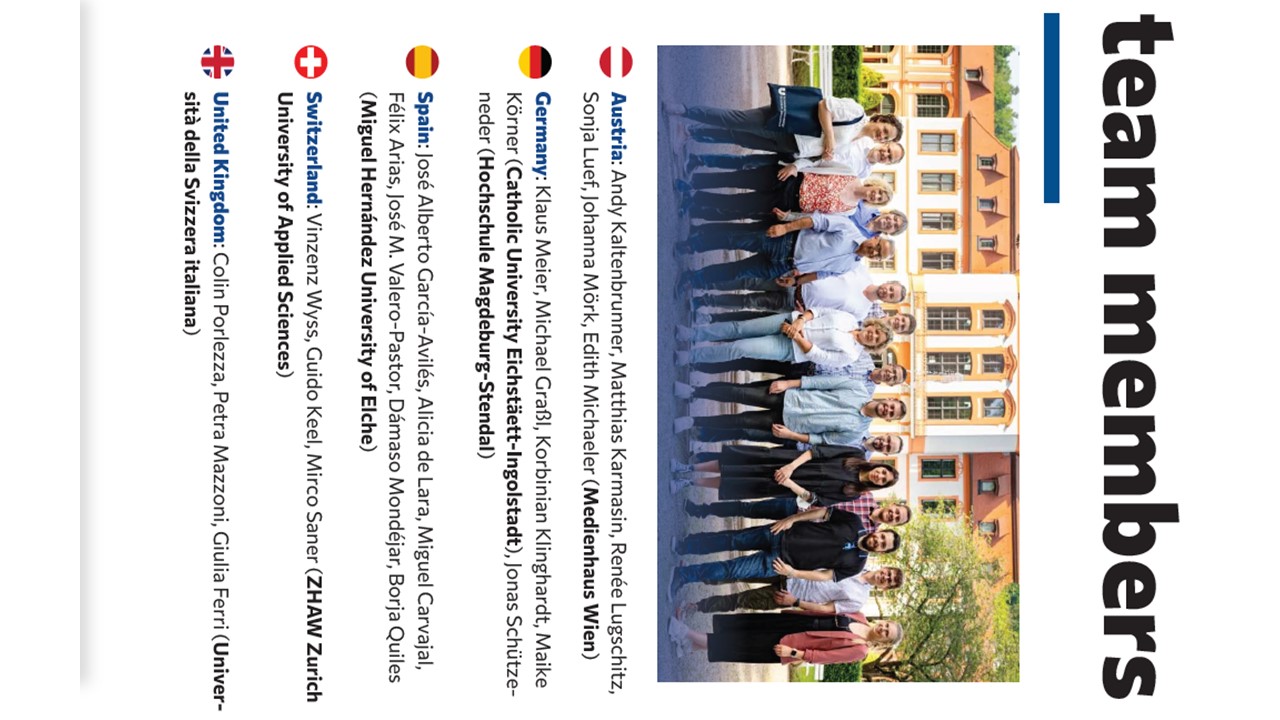 team members
Austria: Andy Kaltenbrunner, Matthias Karmasin, Renée Lugschitz,
Sonja Luef, Johanna Mörk, Edith Michaeler (Medienhaus Wien)
Germany: Klaus Meier, Michael Graßl, Korbinian Klinghardt, Maike
Körner (Catholic University Eichstäett-Ingolstadt), Jonas Schütze-
neder (Hochschule Magdeburg-Stendal)
Spain: José Alberto García-Avilés, Alicia de Lara, Miguel Carvajal,
Félix Arias, José M. Valero-Pastor, Dámaso Mondéjar, Borja Quiles
(Miguel Hernández University of Elche)
Switzerland: Vinzenz Wyss, Guido Keel, Mirco Saner (ZHAW Zurich
University of Applied Sciences)
United Kingdom: Colin Porlezza, Petra Mazzoni, Giulia Ferri (Univer-
sità della Svizzera italiana)